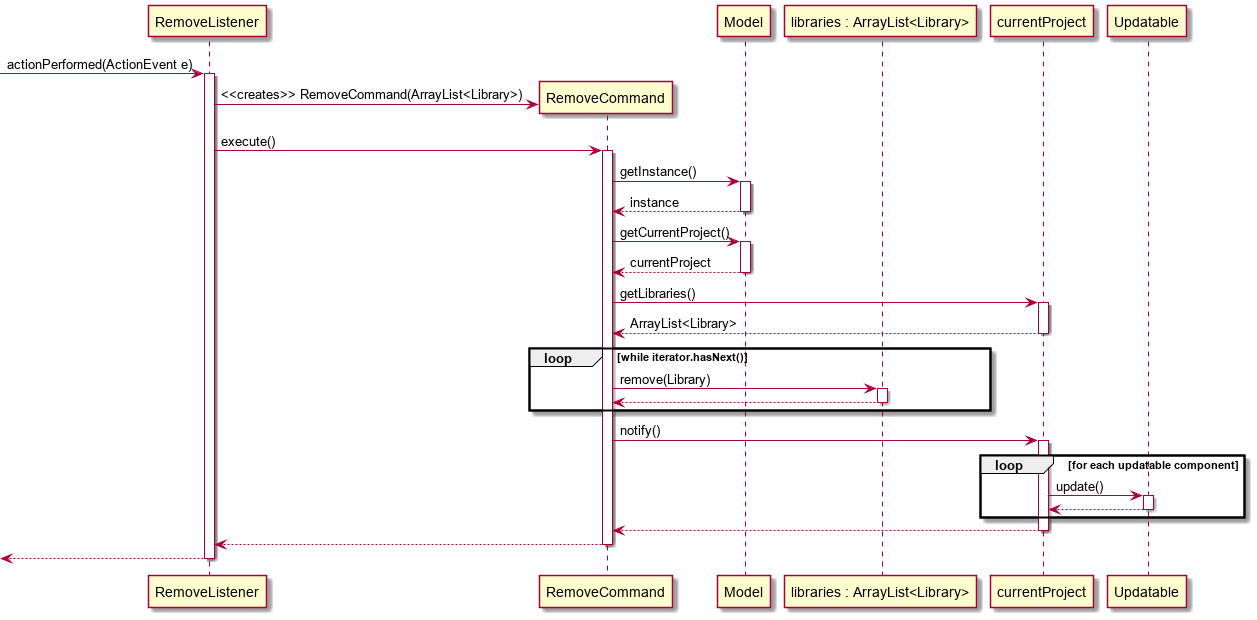 RemoveListener
Model
libraries : ArrayList<Library>
currentProject
Updatable
actionPerformed(ActionEvent e)
<<creates>> RemoveCommand(ArrayList<Library>)
RemoveCommand
execute()
getInstance()
instance
getCurrentProject()
currentProject
getLibraries()
ArrayList<Library>
loop
[while iterator.hasNext()]
remove(Library)
notify()
loop
[for each updatable component]
update()
RemoveListener
RemoveCommand
Model
libraries : ArrayList<Library>
currentProject
Updatable